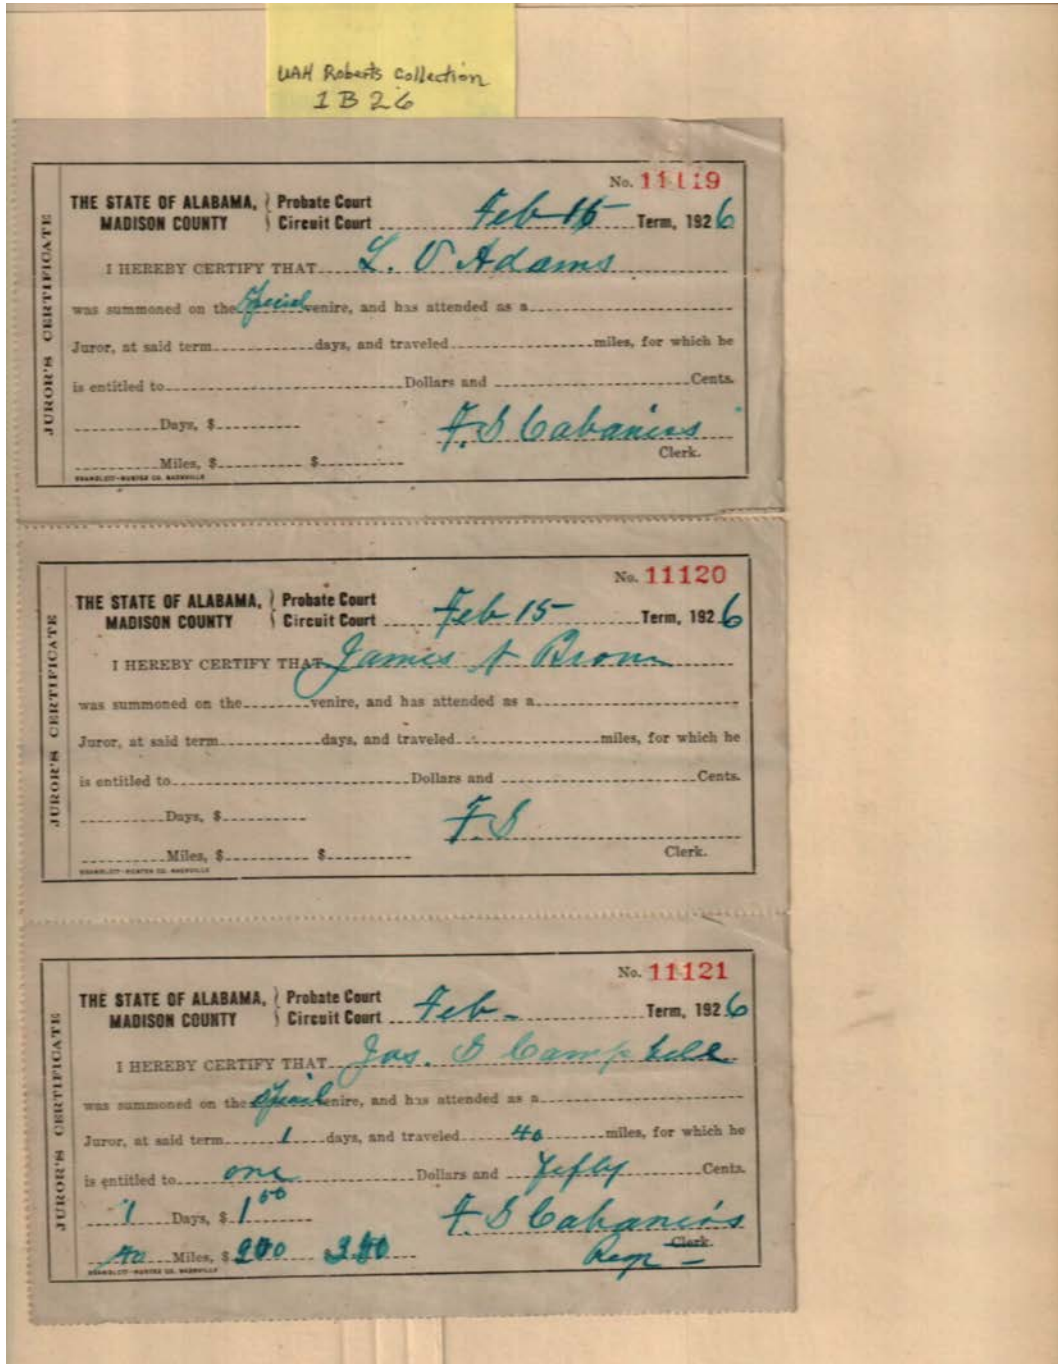 UAH Roberts Collection
1B26
No. 11119
THE STATE OF ALABAMA, Probate Court
MADISON COUNTY Circuit Court Feb 15 Term, 1926
JUROR'S CERTIFICATE
I HEREBY CERTIFY THAT L. O Adams
was summoned on the Special venire, and has attended as a
Juror, at said term days, and traveled miles, for which he
is entitled to Dollars and Cents.
Days, $
F. S Cabaniss
Clerk.
Miles, $ $
No. 11120
THE STATE OF ALABAMA, Probate Court
MADISON COUNTY Circuit Court Feb 15 Term, 1926
JUROR'S CERTIFICATE
I HEREBY CERTIFY THAT James Brown
was summoned on the venire, and has attended as a
Juror, at said term days, and traveled miles, for which he
is entitled to Dollars and Cents.
Days, $
F. S
Clerk.
Miles, $ $
No. 11121
THE STATE OF ALABAMA, Probate Court
MADISON COUNTY Circuit Court Feb - Term, 1926
JUROR'S CERTIFICATE
I HEREBY CERTIFY THAT Jas. S Campbell
was summoned on the Special venire, and has attended as a
Juror, at said term 1 days, and traveled 40 miles, for which he
is entitled to one Dollars and Cents.
1 Days, $ 1 50
F. S Cabaniss
Clerk.
40 Miles, $ $